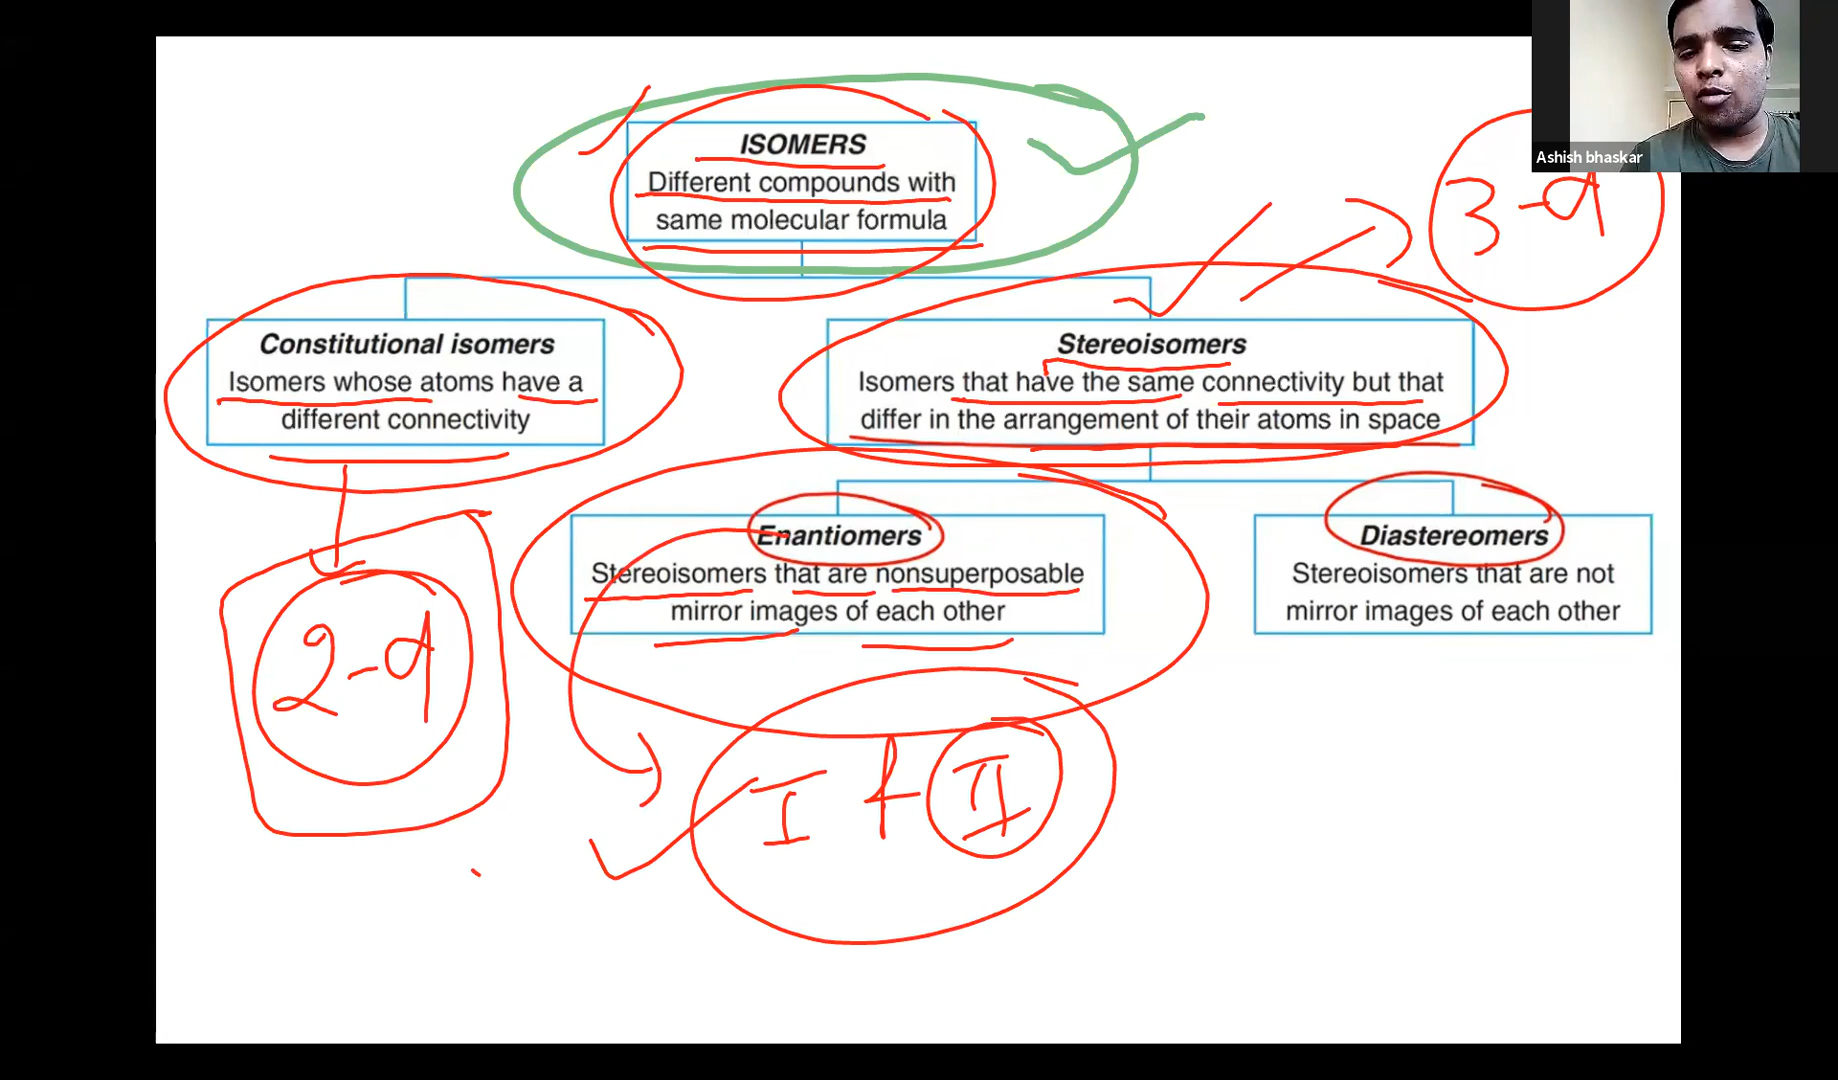 Ashish bhaskar
ISOMERS
Different compounds with
same molecular formula
3-d
Constitutional isomers
Isomers whose atoms have a
different connectivity
Stereoisomers
Isomers that have the same connectivity but that
differ in the arrangement of their atoms in space
Enantiomers
Stereoisomers that are nonsuperposable
mirror images of each other
Diastereomers
Stereoisomers that are not
mirror images of each other
2-d
I
II